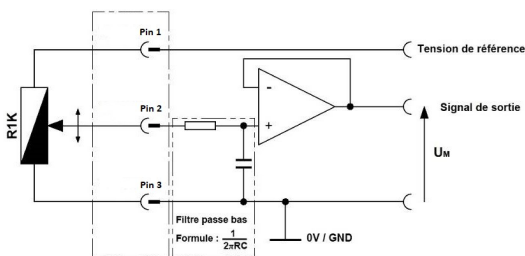 Pin 1
Tension de référence
R1K
Pin 2
-
+
Signal de sortie
UM
Pin 3
Filtre passe bas
Formule : 1
2πRC
0V / GND